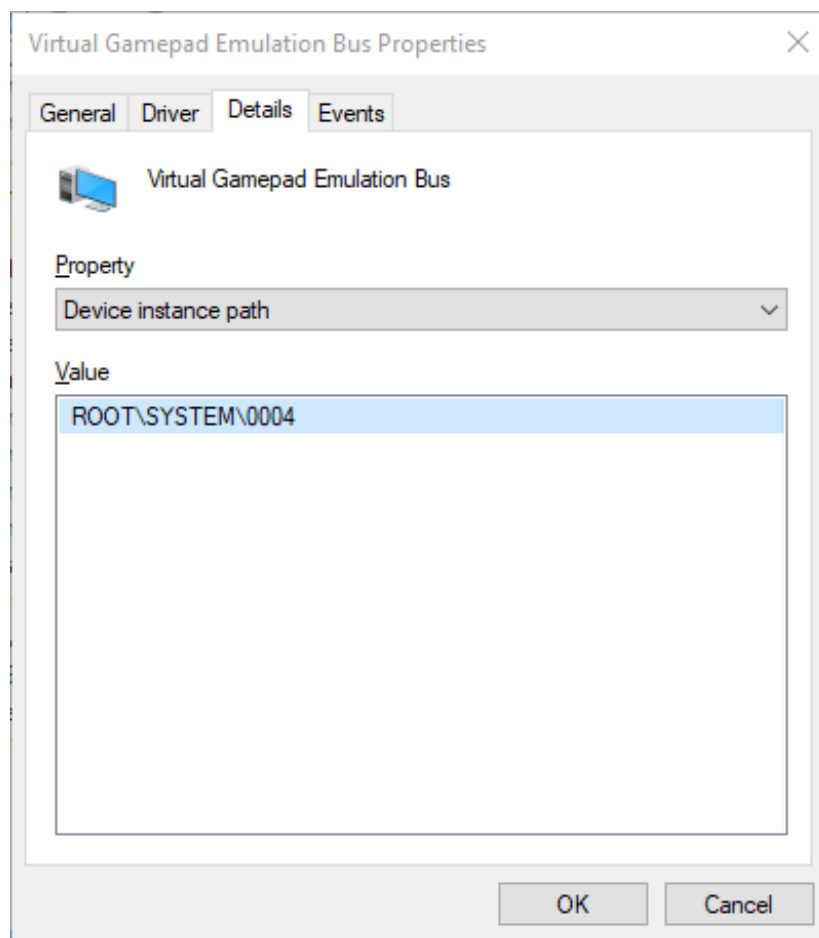 Virtual Gamepad Emulation Bus Properties
General Driver Details Events
Virtual Gamepad Emulation Bus
Property
Device instance path
Value
ROOT\SYSTEM\0004
OK Cancel